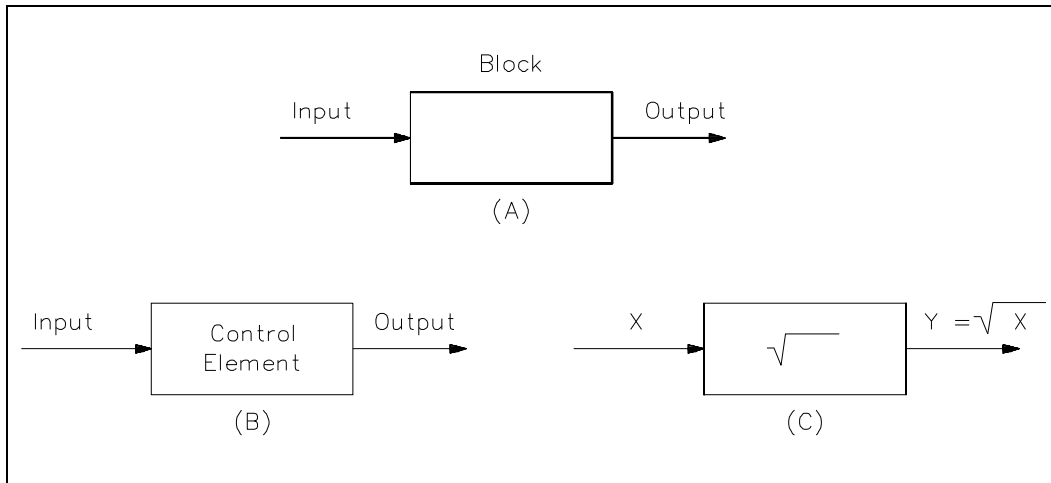 Block
Input
Output
(A)
Input
Control
Element
Output
(B)
X
√
Y = √X
(C)